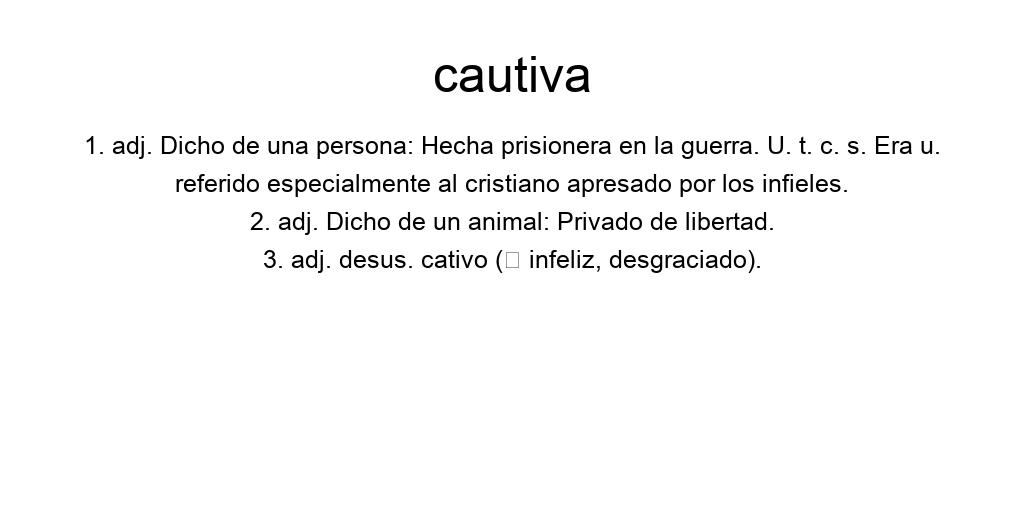 cautiva
1. adj. Dicho de una persona: Hecha prisionera en la guerra. U. t. c. s. Era u.
referido especialmente al cristiano apresado por los infieles.
2. adj. Dicho de un animal: Privado de libertad.
3. adj. desus. cativo (□ infeliz, desgraciado).